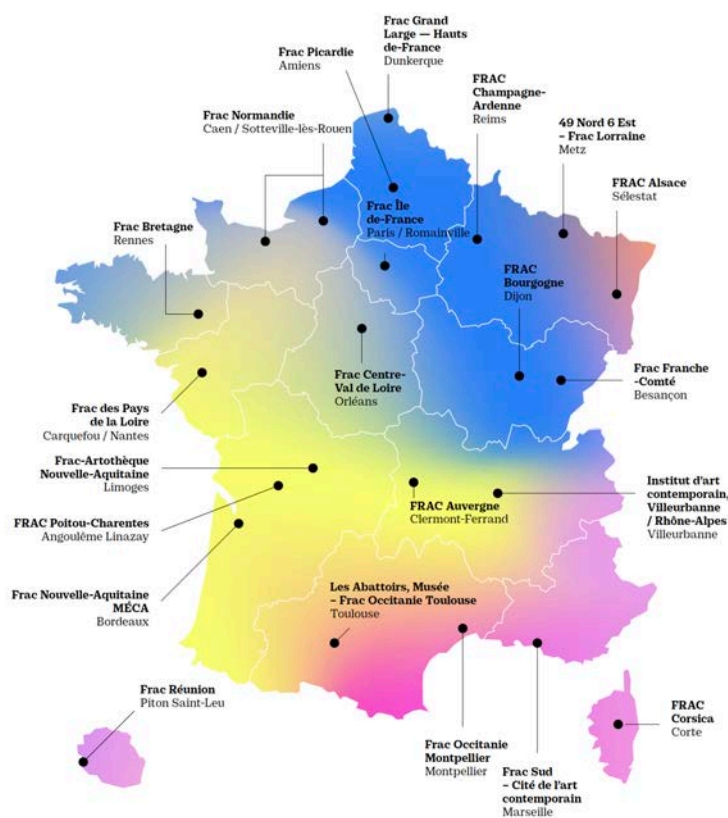 Frac Grand
Large — Hauts
de-France
Dunkerque
Frac Picardie
Amiens
FRAC
Champagne-
Ardenne
Reims
Frac Normandie
Caen / Sotteville-lès-Rouen
49 Nord 6 Est
– Frac Lorraine
Metz
FRAC Alsace
Sélestat
Frac Île
de-France
Paris / Romainville
Frac Bretagne
Rennes
FRAC
Bourgogne
Dijon
Frac Centre-
Val de Loire
Orléans
Frac Franche
-Comté
Besançon
Frac des Pays
de la Loire
Carquefou / Nantes
Frac-Artothèque
Nouvelle-Aquitaine
Limoges
Institut d'art
contemporain,
Villeurbanne
/ Rhône-Alpes
Villeurbanne
FRAC Auvergne
Clermont-Ferrand
FRAC Poitou-Charentes
Angoulême Linazay
Frac Nouvelle-Aquitaine
MÉCA
Bordeaux
Les Abattoirs, Musée
– Frac Occitanie Toulouse
Toulouse
Frac Réunion
Piton Saint-Leu
FRAC
Corsica
Corte
Frac Occitanie
Montpellier
Montpellier
Frac Sud
– Cité de l'art
contemporain
Marseille